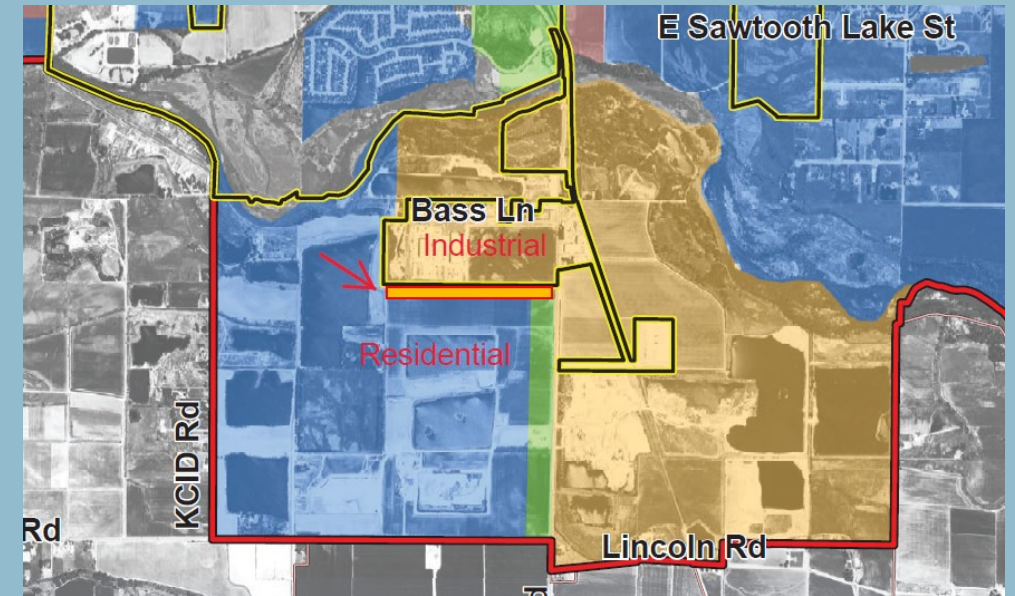 E Sawtooth Lake St
Bass Ln
Industrial
Residential
KCID Rd
Rd
Lincoln Rd